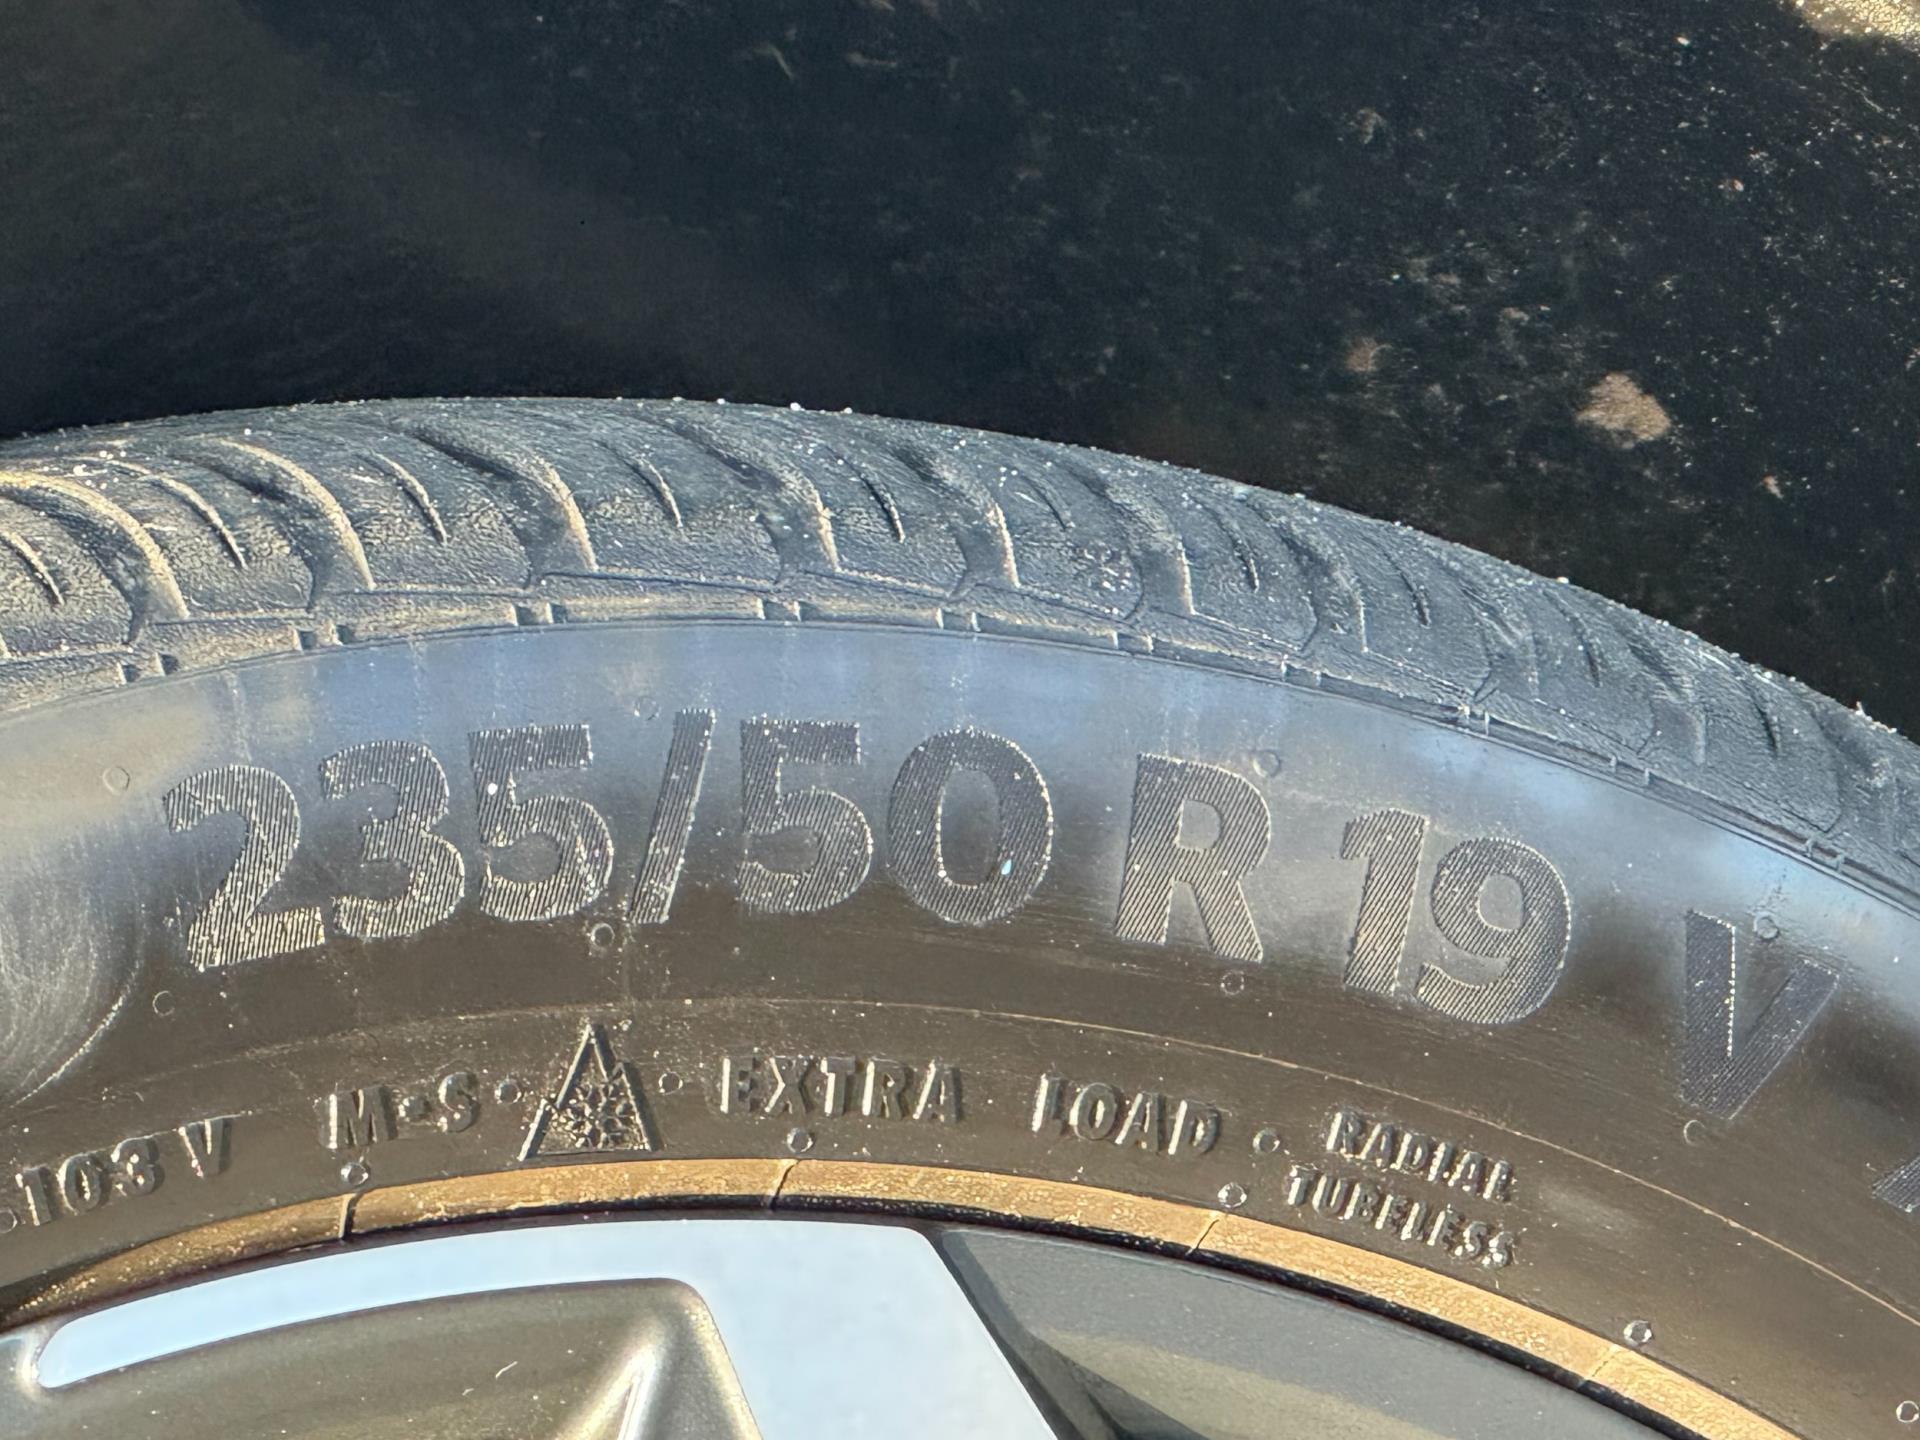 235/50 R 19 V
103 V M+S EXTRA LOAD RADIAL
TUBELESS